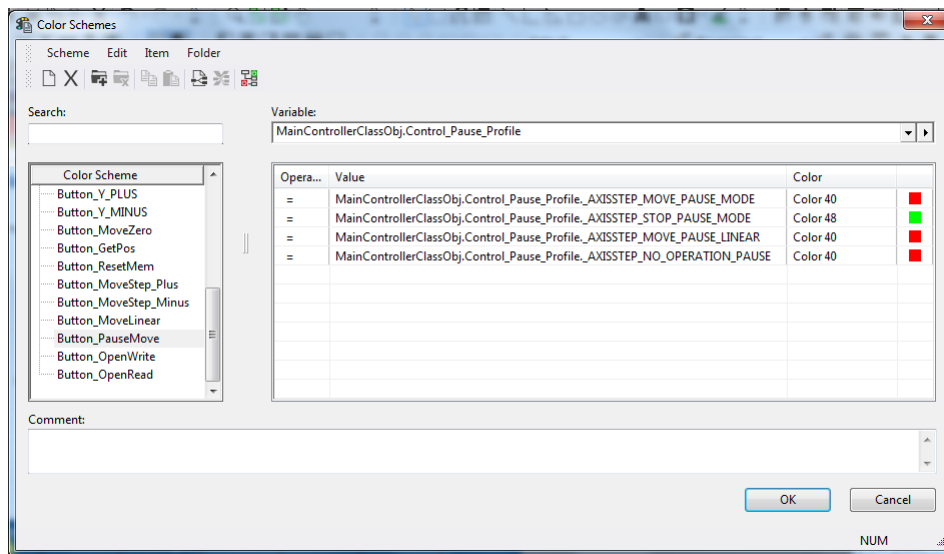 Color Schemes
Scheme Edit Item Folder
Search:
Variable:
MainControllerClassObj.Control_Pause_Profile
Color Scheme
Button_Y_PLUS
Button_Y_MINUS
Button_MoveZero
Button_GetPos
Button_ResetMem
Button_MoveStep_Plus
Button_MoveStep_Minus
Button_MoveLinear
Button_PauseMove
Button_OpenWrite
Button_OpenRead
Opera... Value Color
= MainControllerClassObj.Control_Pause_Profile._AXISSTEP_MOVE_PAUSE_MODE Color 40
= MainControllerClassObj.Control_Pause_Profile._AXISSTEP_STOP_PAUSE_MODE Color 48
= MainControllerClassObj.Control_Pause_Profile._AXISSTEP_MOVE_PAUSE_LINEAR Color 40
= MainControllerClassObj.Control_Pause_Profile._AXISSTEP_NO_OPERATION_PAUSE Color 40
Comment:
OK Cancel
NUM